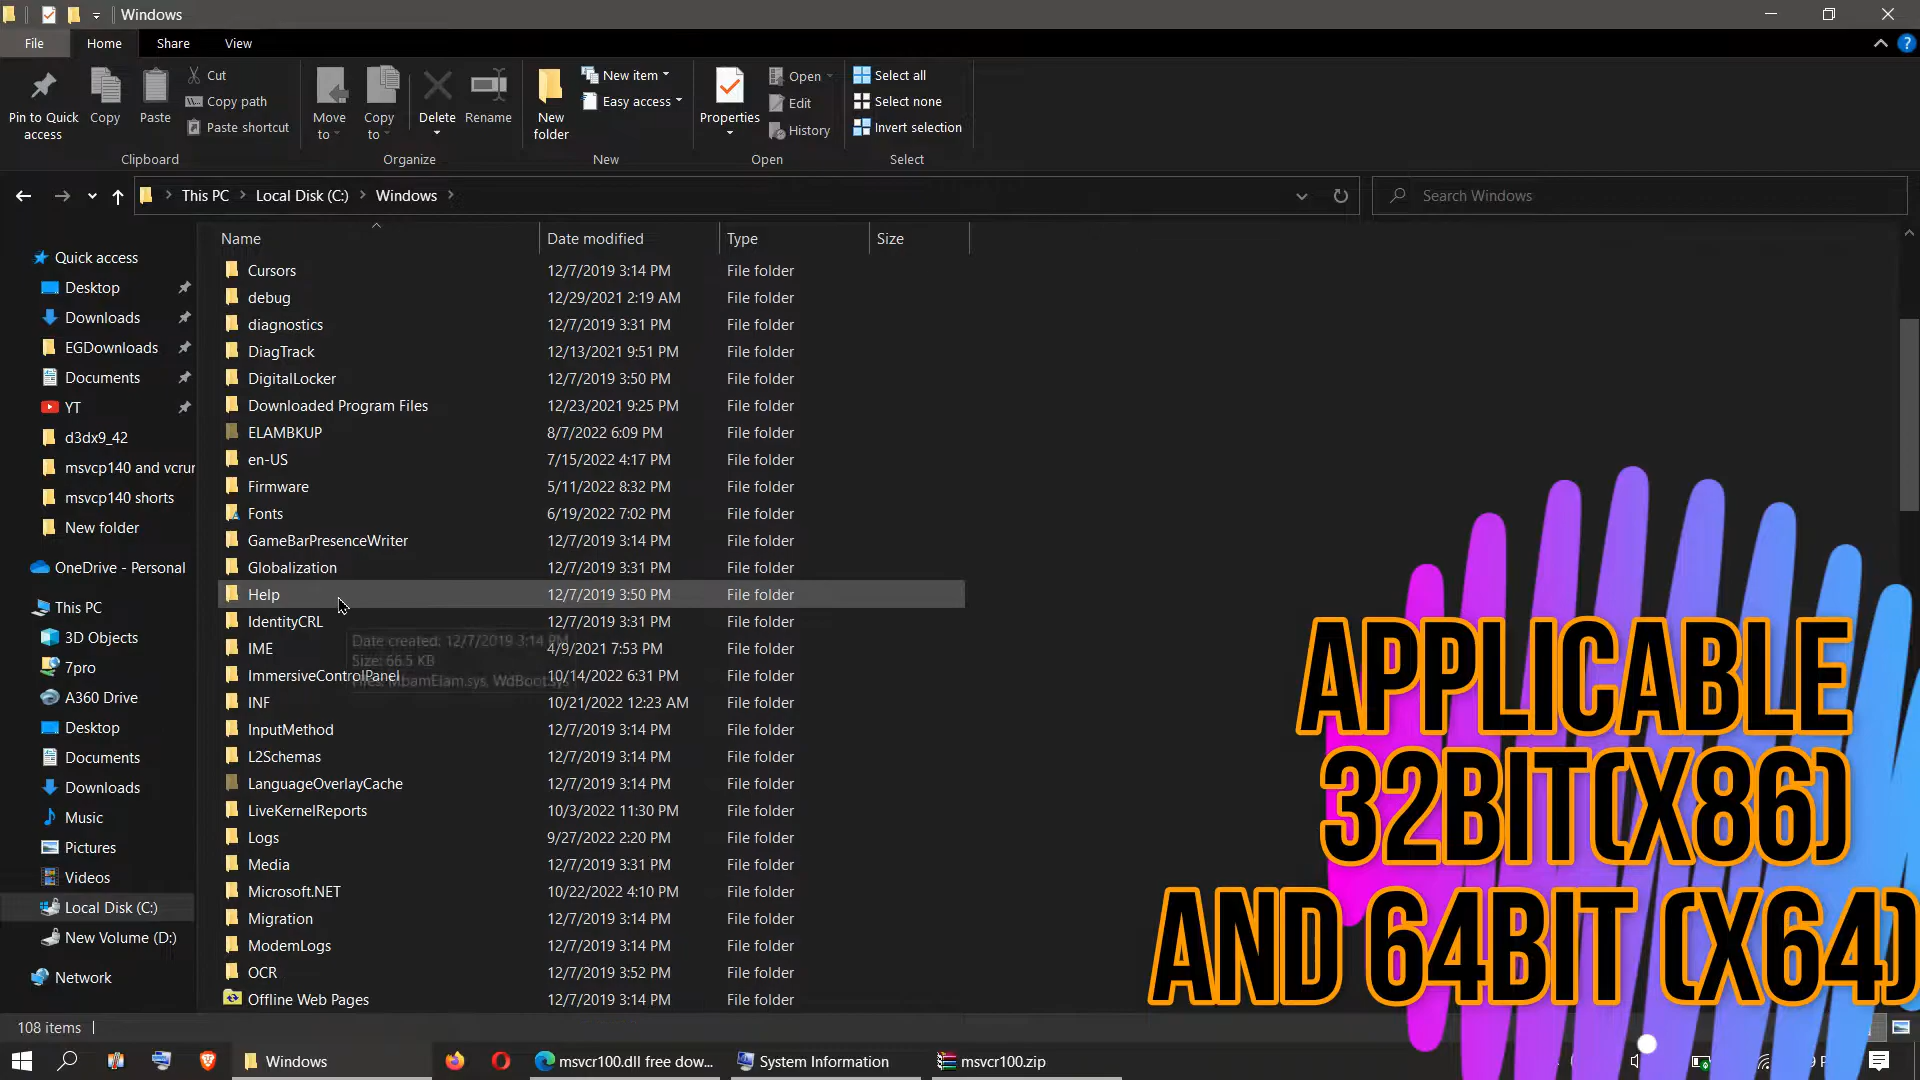 Windows
File Home Share View
Pin to Quick access
Copy
Paste
Cut
Copy path
Paste shortcut
Clipboard
Move to
Copy to
Delete
Rename
Organize
New folder
New item
Easy access
New
Properties
Open
Edit
History
Open
Select all
Select none
Invert selection
Select
This PC Local Disk (C:) Windows
Search Windows
Quick access
Desktop
Downloads
EGDownloads
Documents
YT
d3dx9_42
msvcp140 and vcrur
msvcp140 shorts
New folder
OneDrive - Personal
This PC
3D Objects
7pro
A360 Drive
Desktop
Documents
Downloads
Music
Pictures
Videos
Local Disk (C:)
New Volume (D:)
Network
Name Date modified Type Size
Cursors 12/7/2019 3:14 PM File folder
debug 12/29/2021 2:19 AM File folder
diagnostics 12/7/2019 3:31 PM File folder
DiagTrack 12/13/2021 9:51 PM File folder
DigitalLocker 12/7/2019 3:50 PM File folder
Downloaded Program Files 12/23/2021 9:25 PM File folder
ELAMBKUP 8/7/2022 6:09 PM File folder
en-US 7/15/2022 4:17 PM File folder
Firmware 5/11/2022 8:32 PM File folder
Fonts 6/19/2022 7:02 PM File folder
GameBarPresenceWriter 12/7/2019 3:14 PM File folder
Globalization 12/7/2019 3:31 PM File folder
Help 12/7/2019 3:50 PM File folder
IdentityCRL 12/7/2019 3:31 PM File folder
Date created: 12/7/2019 3:14 PM
IME 4/9/2021 7:53 PM File folder
Size: 66.5 KB
ImmersiveControlPanel 10/14/2022 6:31 PM File folder
Files: MbamElam.sys, WdBoot.sys
INF 10/21/2022 12:23 AM File folder
InputMethod 12/7/2019 3:14 PM File folder
L2Schemas 12/7/2019 3:14 PM File folder
LanguageOverlayCache 12/7/2019 3:14 PM File folder
LiveKernelReports 10/3/2022 11:30 PM File folder
Logs 9/27/2022 2:20 PM File folder
Media 12/7/2019 3:31 PM File folder
Microsoft.NET 10/22/2022 4:10 PM File folder
Migration 12/7/2019 3:14 PM File folder
ModemLogs 12/7/2019 3:14 PM File folder
OCR 12/7/2019 3:52 PM File folder
Offline Web Pages 12/7/2019 3:14 PM File folder
APPLICABLE
32BIT(X86)
AND 64BIT (X64)
108 items
Windows
msvcr100.dll free dow...
System Information
msvcr100.zip